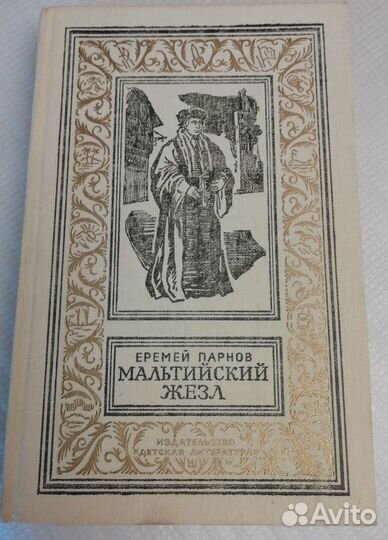 ЕРЕМЕЙ ПАРНОВ
МАЛЬТИЙСКИЙ
ЖЕЗЛ
ИЗДАТЕЛЬСТВО
«ДЕТСКАЯ ЛИТЕРАТУРА»
Avito